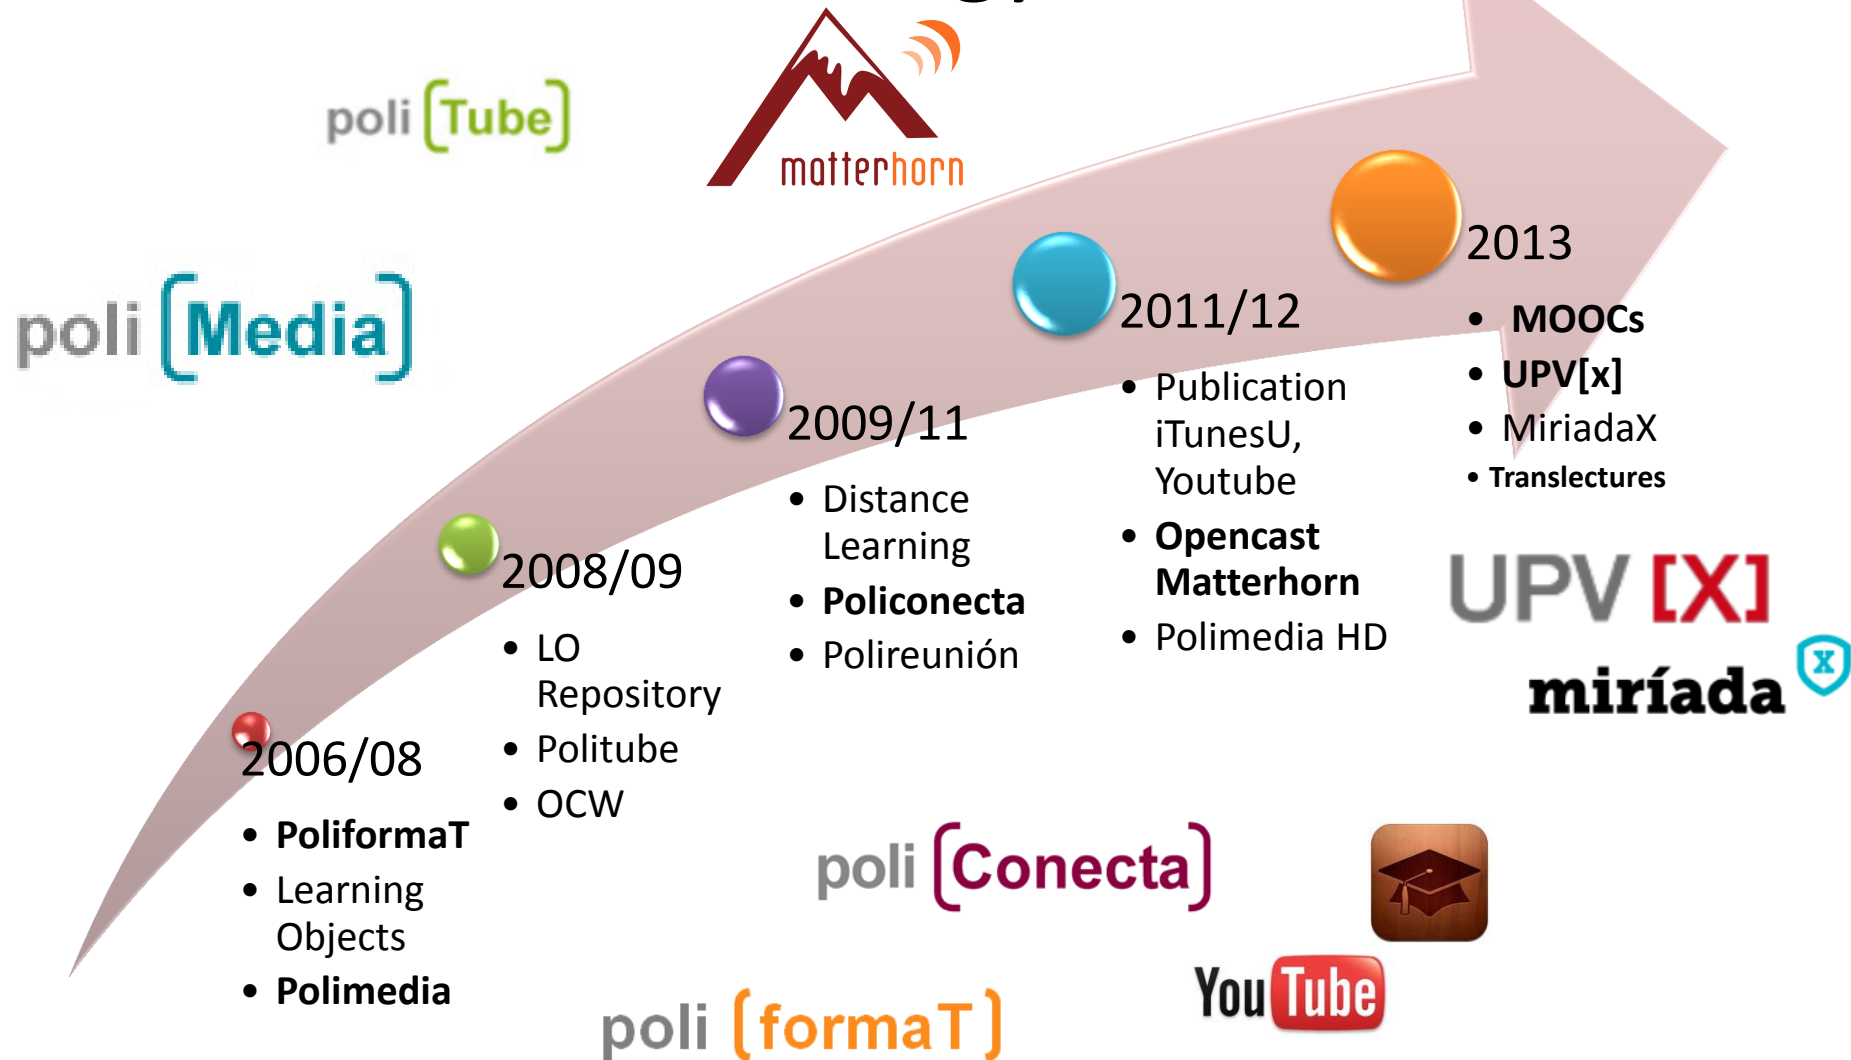 poli [Tube]
matterhorn
poli [Media]
2013
• MOOCs
• UPV[x]
• MiriadaX
• Translectures
2011/12
• Publication
iTunesU,
Youtube
• Opencast
Matterhorn
• Polimedia HD
2009/11
• Distance
Learning
• Policonecta
• Polireunión
2008/09
• LO
Repository
• Politube
• OCW
2006/08
• PoliformaT
• Learning
Objects
• Polimedia
UPV [X]
miríada X
poli [Conecta]
You Tube
poli [formaT]